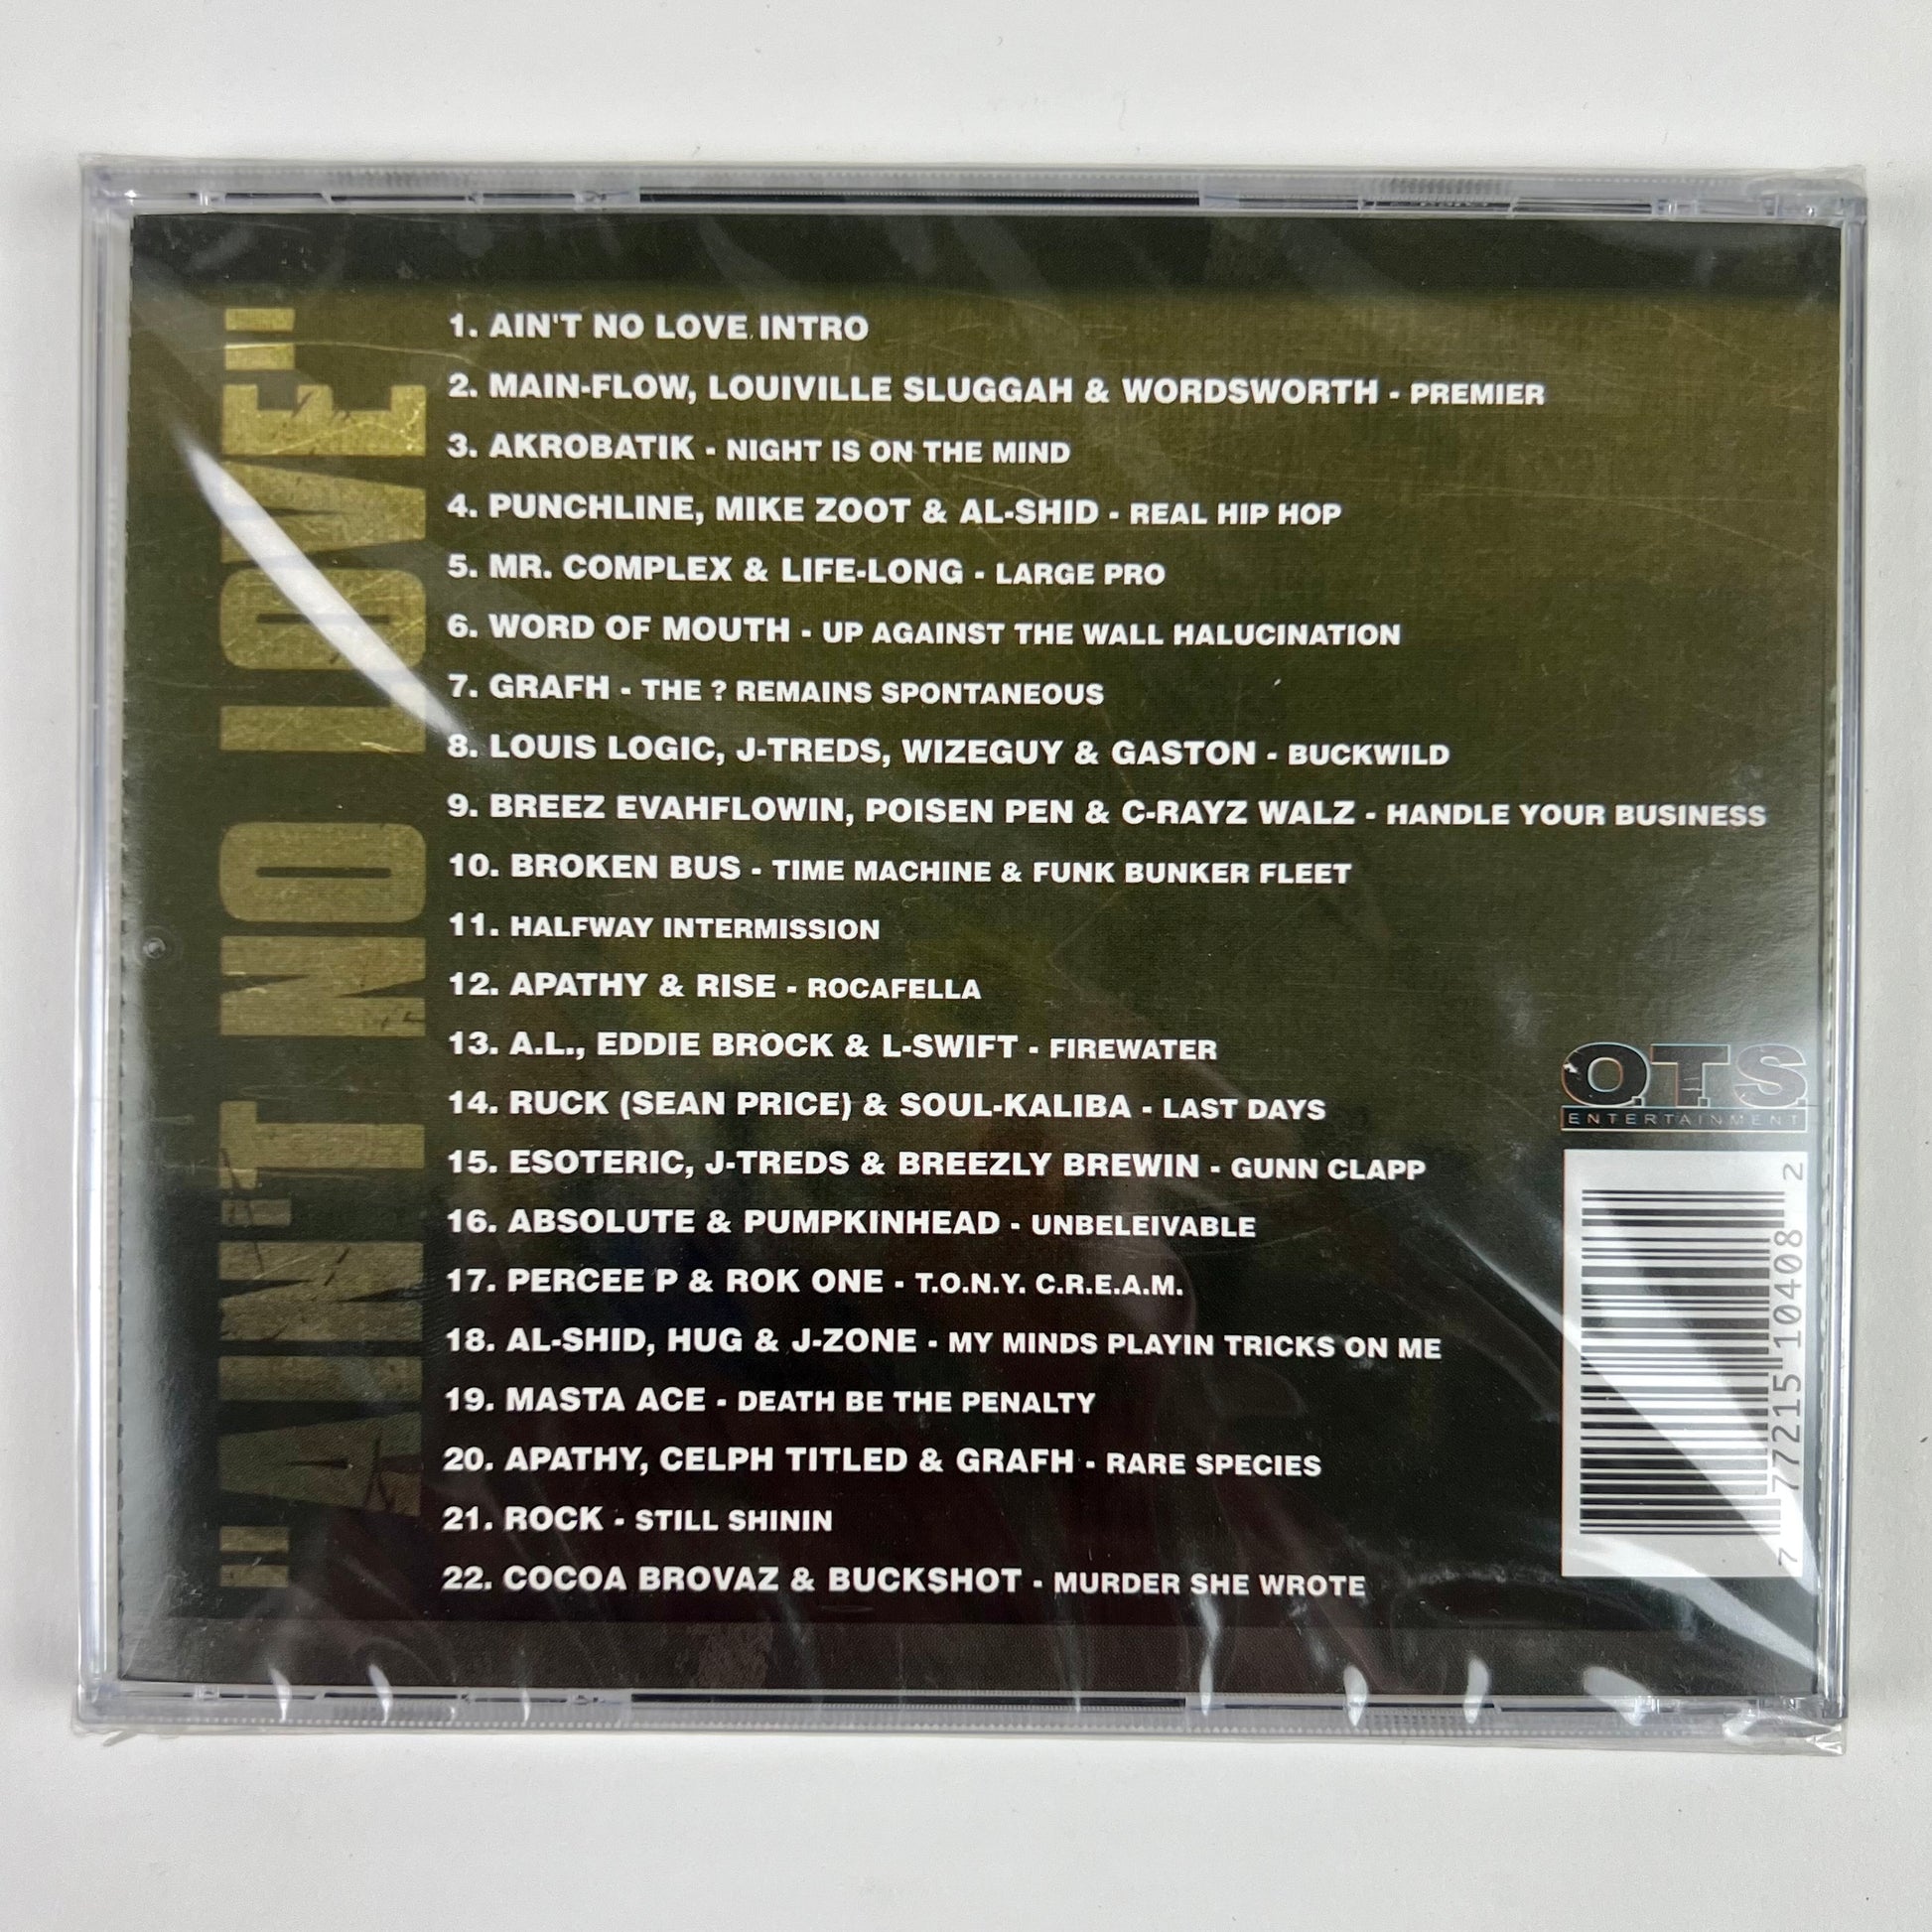 "AIN'T NO LOVE"
1. AIN'T NO LOVE INTRO
2. MAIN-FLOW, LOUIVILLE SLUGGAH & WORDSWORTH - PREMIER
3. AKROBATIK - NIGHT IS ON THE MIND
4. PUNCHLINE, MIKE ZOOT & AL-SHID - REAL HIP HOP
5. MR. COMPLEX & LIFE-LONG - LARGE PRO
6. WORD OF MOUTH - UP AGAINST THE WALL HALUCINATION
7. GRAFH - THE ? REMAINS SPONTANEOUS
8. LOUIS LOGIC, J-TREDS, WIZEGUY & GASTON - BUCKWILD
9. BREEZ EVAHFLOWIN, POISEN PEN & C-RAYZ WALZ - HANDLE YOUR BUSINESS
10. BROKEN BUS - TIME MACHINE & FUNK BUNKER FLEET
11. HALFWAY INTERMISSION
12. APATHY & RISE - ROCAFELLA
13. A.L., EDDIE BROCK & L-SWIFT - FIREWATER
14. RUCK (SEAN PRICE) & SOUL-KALIBA - LAST DAYS
15. ESOTERIC, J-TREDS & BREEZLY BREWIN - GUNN CLAPP
16. ABSOLUTE & PUMPKINHEAD - UNBELEIVABLE
17. PERCEE P & ROK ONE - T.O.N.Y. C.R.E.A.M.
18. AL-SHID, HUG & J-ZONE - MY MINDS PLAYIN TRICKS ON ME
19. MASTA ACE - DEATH BE THE PENALTY
20. APATHY, CELPH TITLED & GRAFH - RARE SPECIES
21. ROCK - STILL SHININ
22. COCOA BROVAZ & BUCKSHOT - MURDER SHE WROTE
O.T.S.
ENTERTAINMENT
7 77215 10408 2